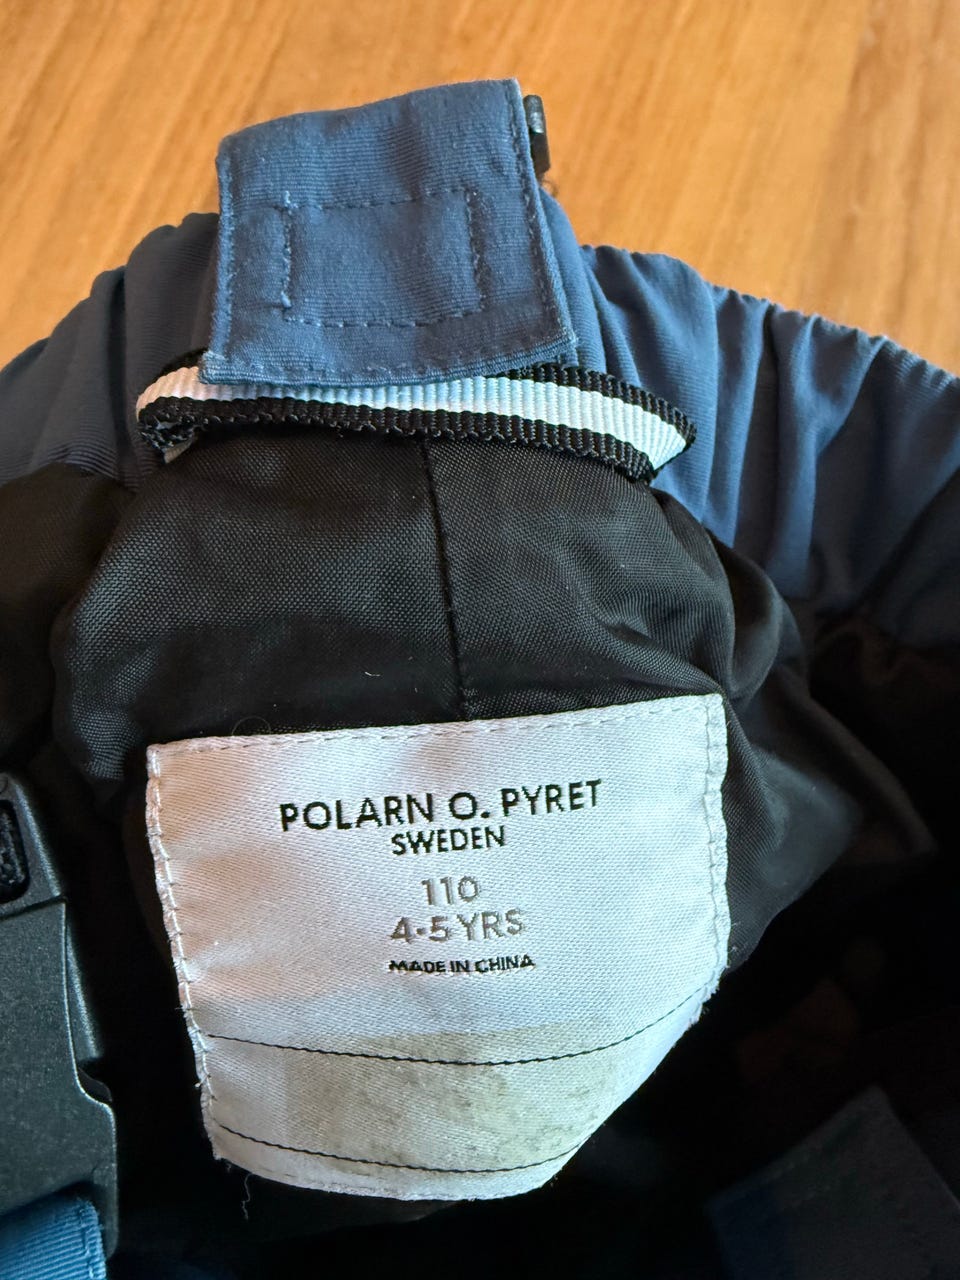 POLARN O. PYRET
SWEDEN
110
4-5 YRS
MADE IN CHINA